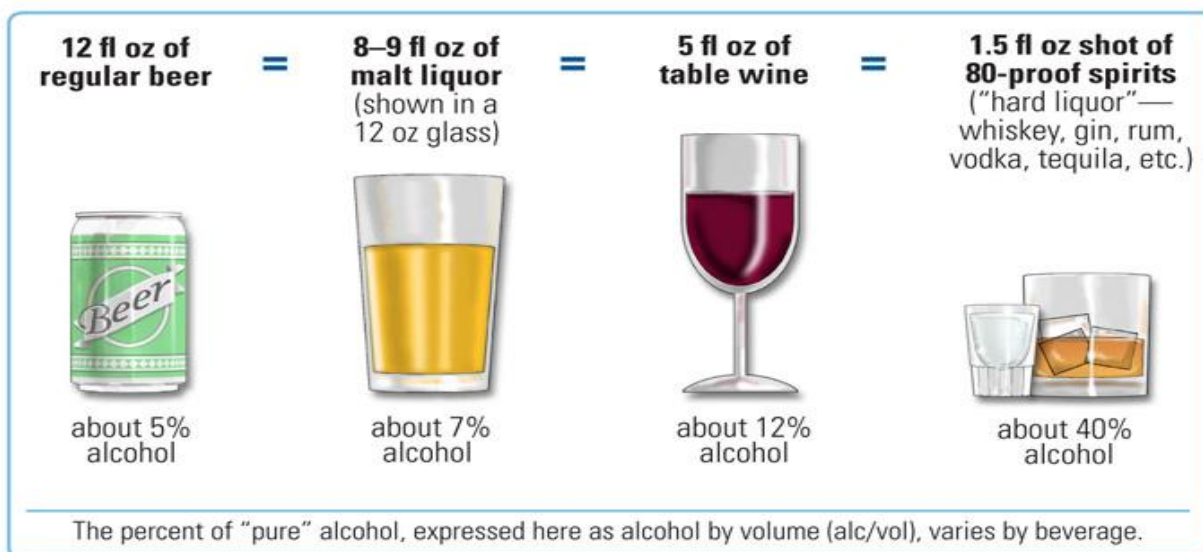 12 fl oz of
regular beer
=
8–9 fl oz of
malt liquor
(shown in a
12 oz glass)
=
5 fl oz of
table wine
=
1.5 fl oz shot of
80-proof spirits
(“hard liquor”—
whiskey, gin, rum,
vodka, tequila, etc.)
Beer
about 5%
alcohol
about 7%
alcohol
about 12%
alcohol
about 40%
alcohol
The percent of “pure” alcohol, expressed here as alcohol by volume (alc/vol), varies by beverage.